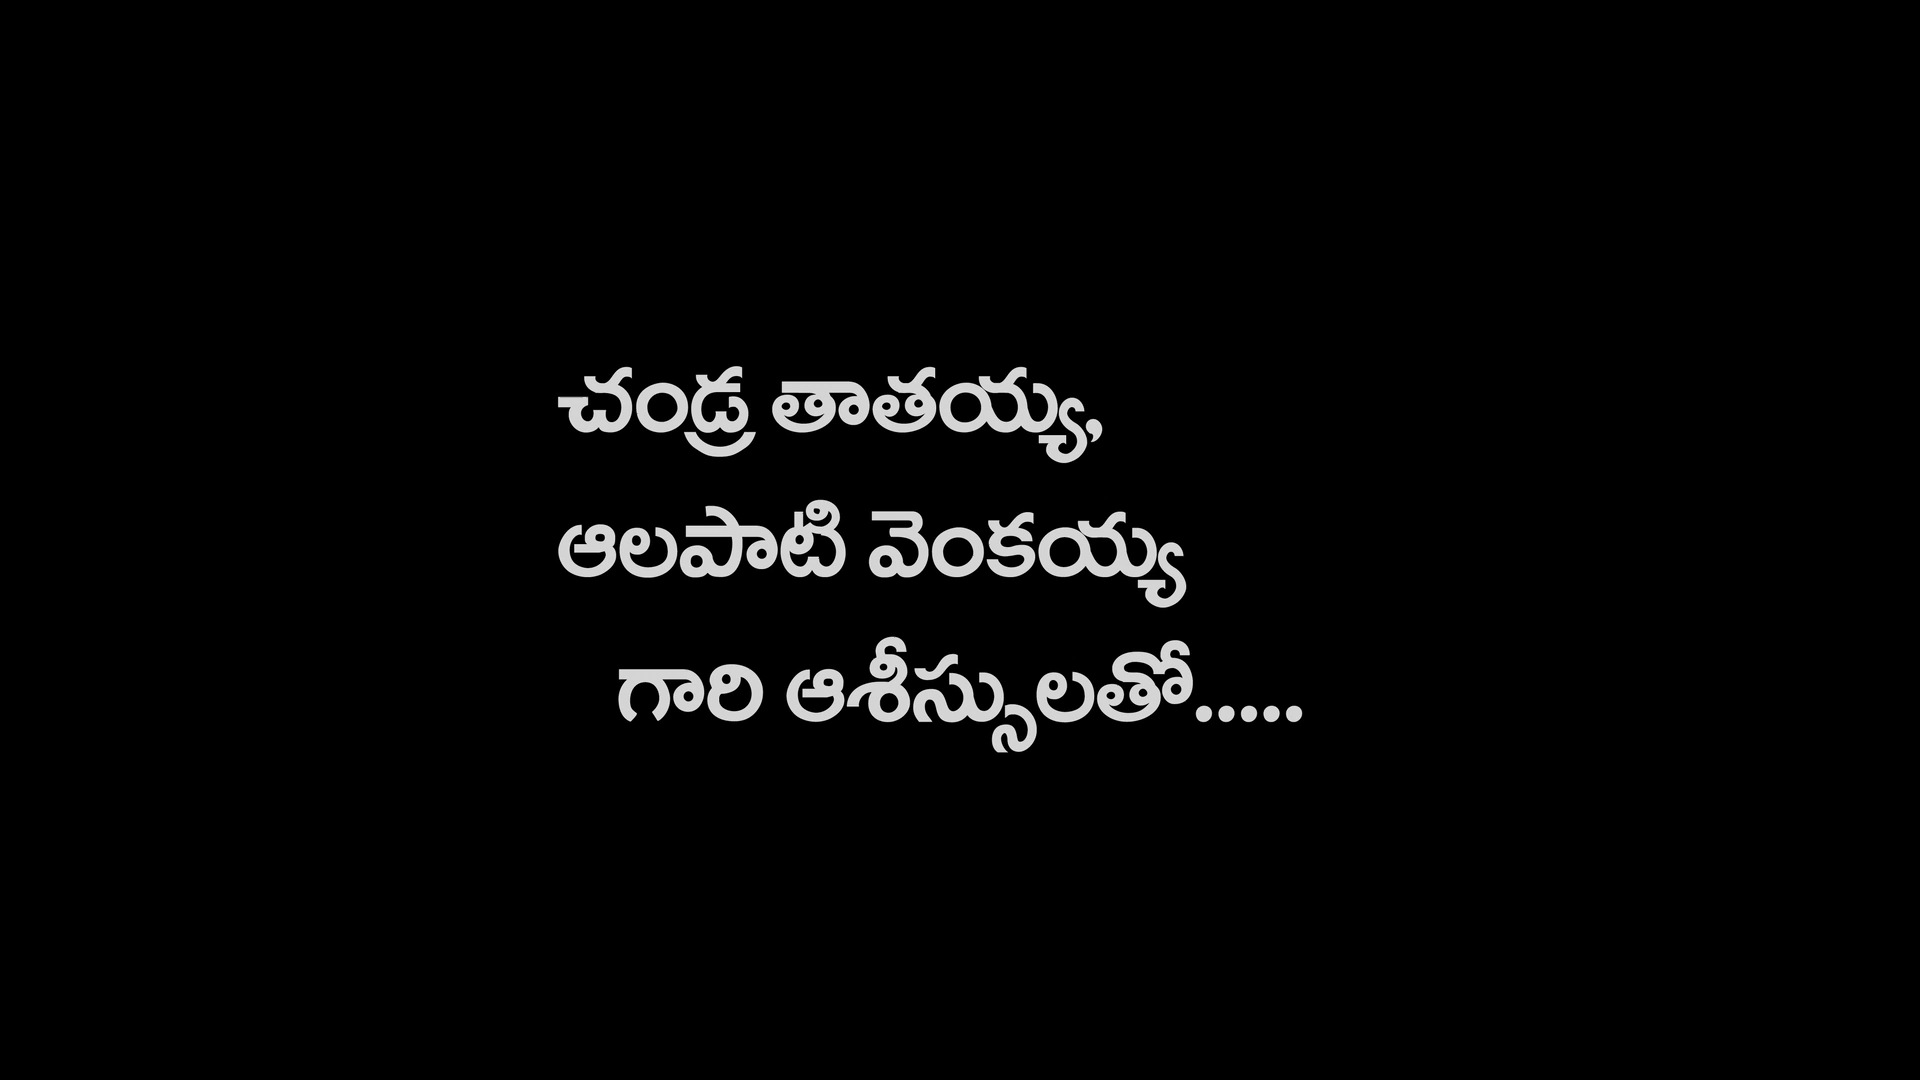 చండ్ర తాతయ్య,
ఆలపాటి వెంకయ్య
గారి ఆశీస్సులతో.....